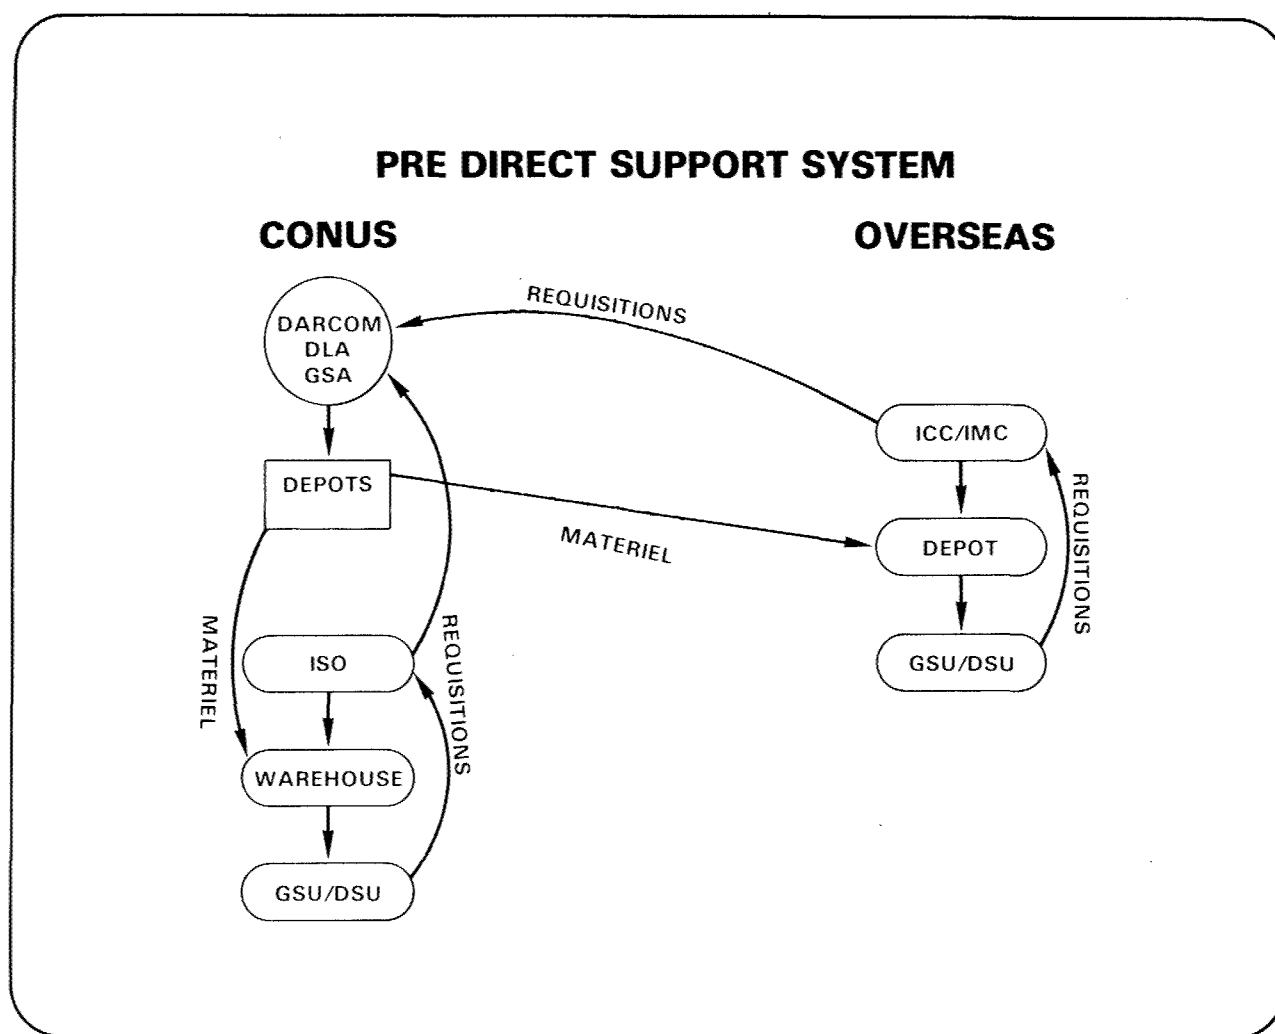 PRE DIRECT SUPPORT SYSTEM
CONUS
OVERSEAS
REQUISITIONS
DARCOM
DLA
GSA
ICC/IMC
DEPOTS
REQUISITIONS
MATERIEL
DEPOT
MATERIEL
REQUISITIONS
ISO
GSU/DSU
WAREHOUSE
GSU/DSU